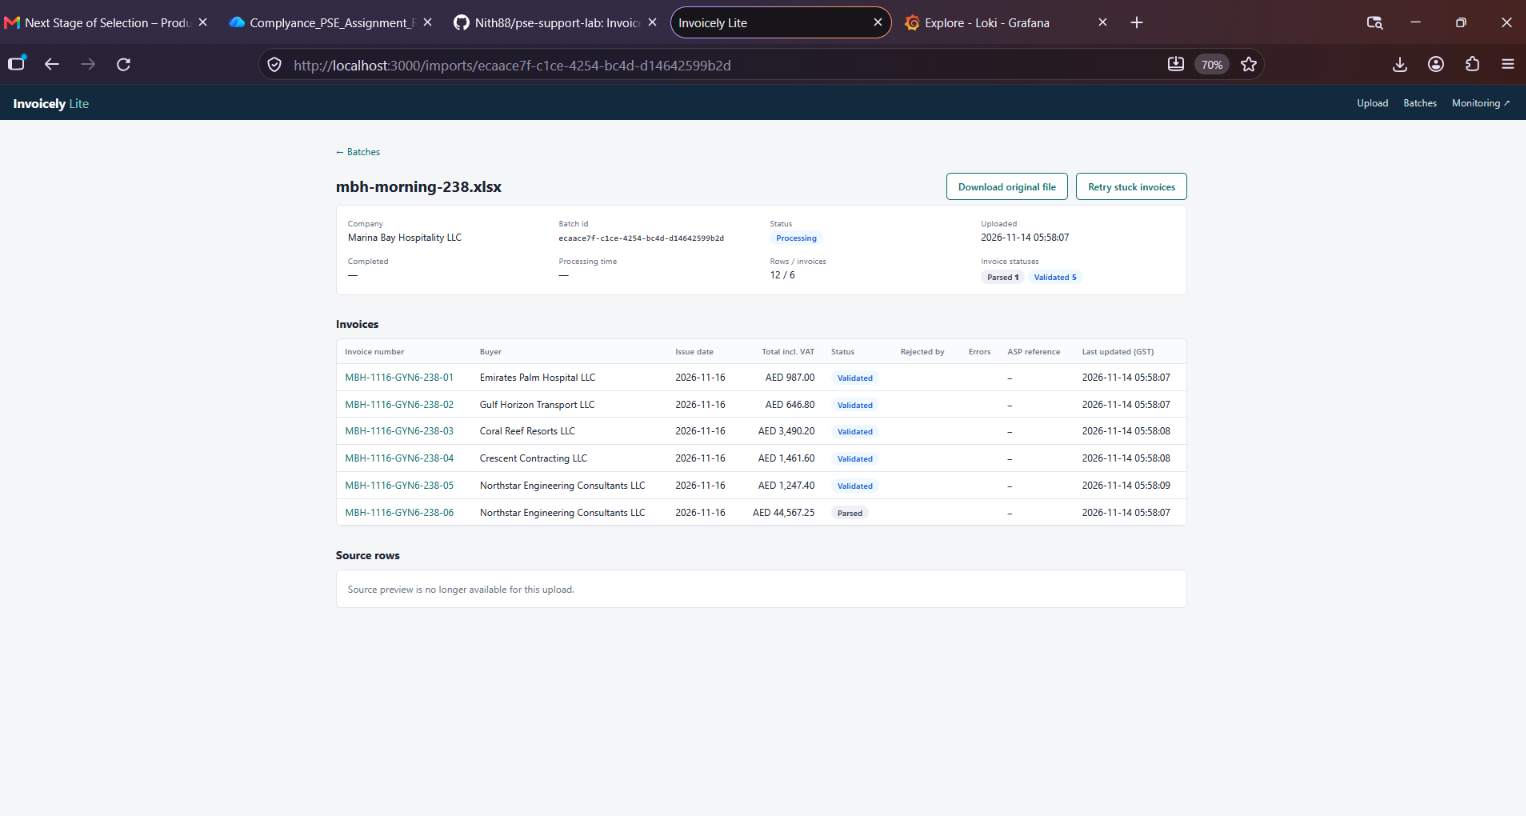 Next Stage of Selection – Produ
Complyance_PSE_Assignment_F
Nith88/pse-support-lab: Invoic
Invoicely Lite
Explore - Loki - Grafana
http://localhost:3000/imports/ecaace7f-c1ce-4254-bc4d-d14642599b2d
70%
Invoicely Lite
Upload Batches Monitoring ↗
← Batches
mbh-morning-238.xlsx
Download original file
Retry stuck invoices
Company Batch id Status Uploaded
Marina Bay Hospitality LLC ecaace7f-c1ce-4254-bc4d-d14642599b2d Processing 2026-11-14 05:58:07
Completed Processing time Rows / invoices Invoice statuses
— — 12 / 6 Parsed 1 Validated 5
Invoices
Invoice number Buyer Issue date Total incl. VAT Status Rejected by Errors ASP reference Last updated (GST)
MBH-1116-GYN6-238-01 Emirates Palm Hospital LLC 2026-11-16 AED 987.00 Validated – 2026-11-14 05:58:07
MBH-1116-GYN6-238-02 Gulf Horizon Transport LLC 2026-11-16 AED 646.80 Validated – 2026-11-14 05:58:07
MBH-1116-GYN6-238-03 Coral Reef Resorts LLC 2026-11-16 AED 3,490.20 Validated – 2026-11-14 05:58:08
MBH-1116-GYN6-238-04 Crescent Contracting LLC 2026-11-16 AED 1,461.60 Validated – 2026-11-14 05:58:08
MBH-1116-GYN6-238-05 Northstar Engineering Consultants LLC 2026-11-16 AED 1,247.40 Validated – 2026-11-14 05:58:09
MBH-1116-GYN6-238-06 Northstar Engineering Consultants LLC 2026-11-16 AED 44,567.25 Parsed – 2026-11-14 05:58:07
Source rows
Source preview is no longer available for this upload.